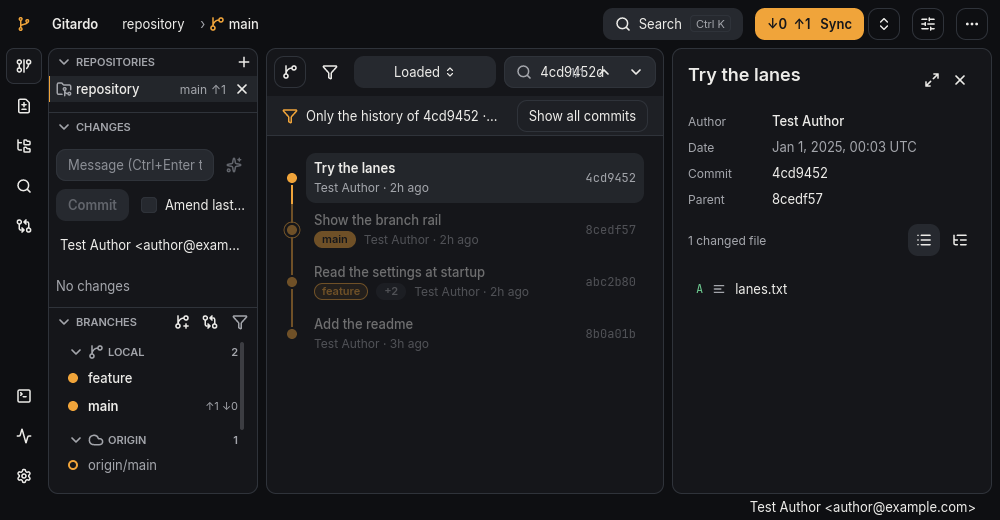 Gitardo repository › main
Search Ctrl K
↓0 ↑1 Sync
REPOSITORIES
repository main ↑1
CHANGES
Message (Ctrl+Enter t
Commit Amend last...
Test Author <author@exam...
No changes
BRANCHES
LOCAL 2
feature
main ↑1 ↓0
ORIGIN 1
origin/main
Loaded
Only the history of 4cd9452 ·...
Show all commits
Try the lanes
Test Author · 2h ago
4cd9452
Show the branch rail
main Test Author · 2h ago
8cedf57
Read the settings at startup
feature +2 Test Author · 2h ago
abc2b80
Add the readme
Test Author · 3h ago
8b0a01b
Try the lanes
Author Test Author
Date Jan 1, 2025, 00:03 UTC
Commit 4cd9452
Parent 8cedf57
1 changed file
A lanes.txt
Test Author <author@example.com>